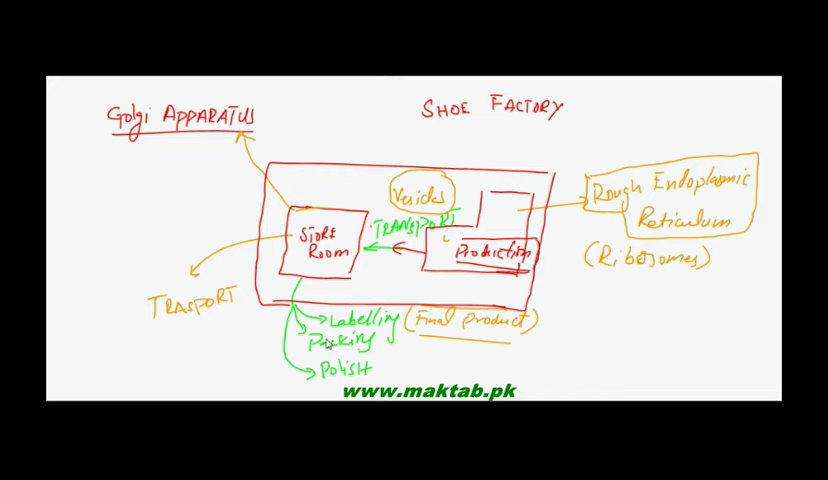 Golgi APPARATUS
SHOE FACTORY
Vesicles
Rough Endoplasmic
Reticulum
(Ribosomes)
TRANSPORT
STORE
ROOM
Production
TRASPORT
Labelling (Final product)
Packing
Polish
www.maktab.pk